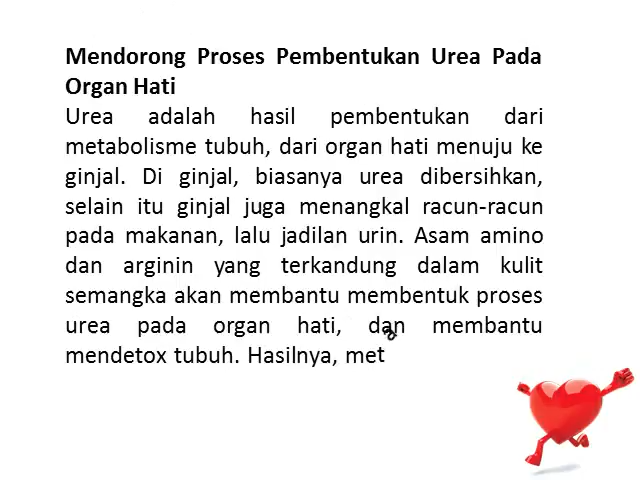 Mendorong Proses Pembentukan Urea Pada
Organ Hati
Urea adalah hasil pembentukan dari
metabolisme tubuh, dari organ hati menuju ke
ginjal. Di ginjal, biasanya urea dibersihkan,
selain itu ginjal juga menangkal racun-racun
pada makanan, lalu jadilan urin. Asam amino
dan arginin yang terkandung dalam kulit
semangka akan membantu membentuk proses
urea pada organ hati, dan membantu
mendetox tubuh. Hasilnya, met